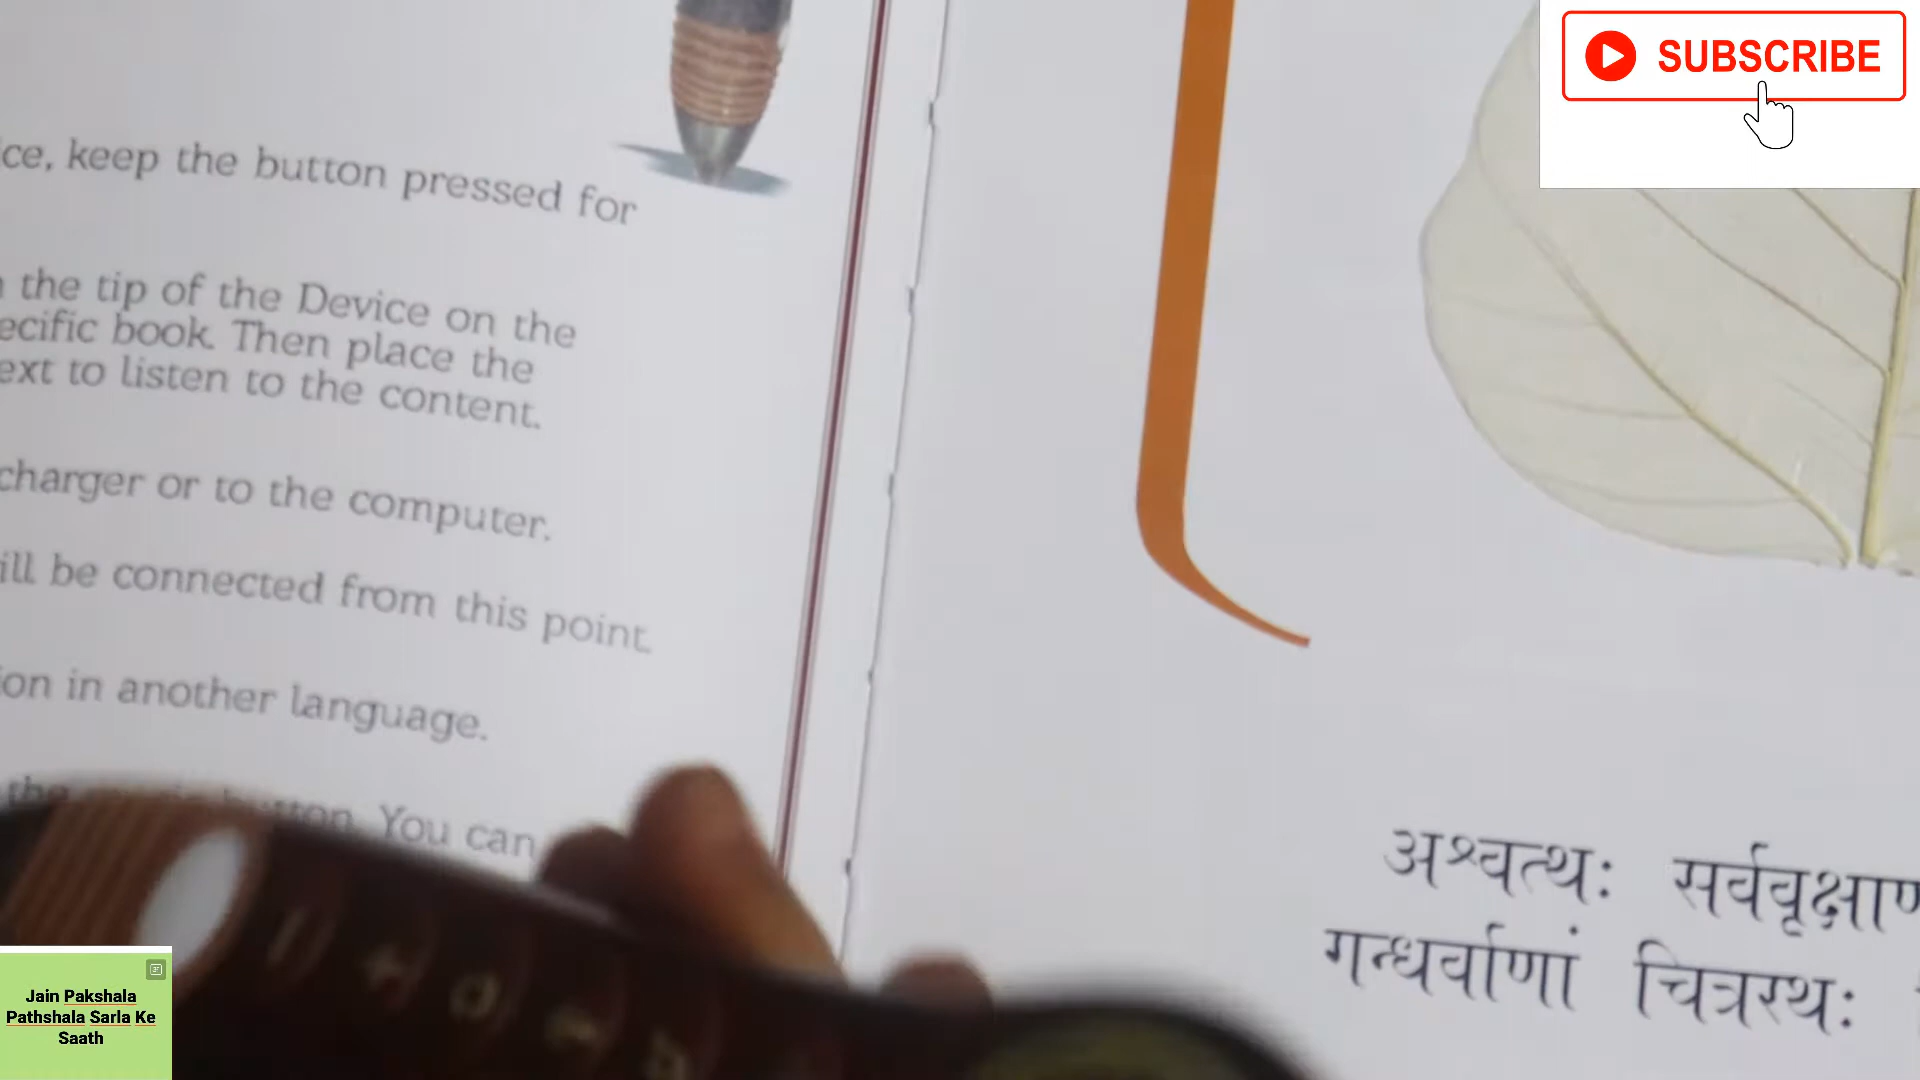 ce, keep the button pressed for
the tip of the Device on the
ecific book. Then place the
ext to listen to the content.
charger or to the computer.
ill be connected from this point.
ion in another language.
the button. You can
अश्वत्थः सर्ववृक्षाण
गन्धर्वाणां चित्ररथः
SUBSCRIBE
Jain Pakshala
Pathshala Sarla Ke
Saath